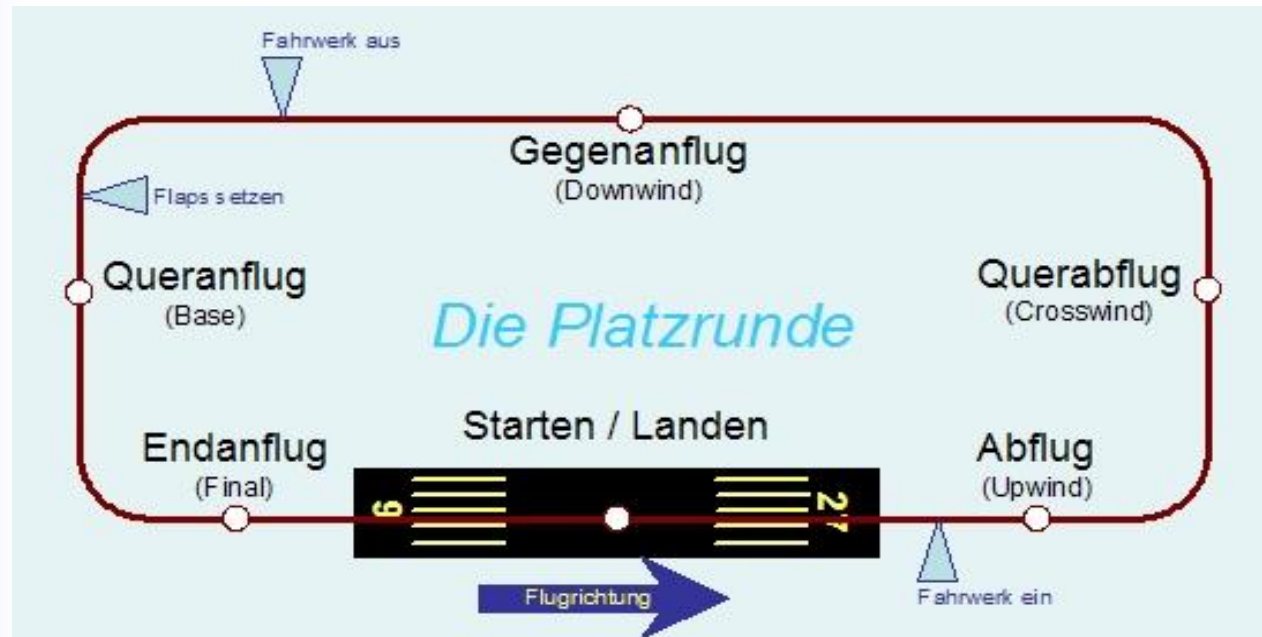 Fahrwerk aus
Gegenanflug
(Downwind)
Flaps setzen
Queranflug
(Base)
Querabflug
(Crosswind)
Die Platzrunde
Starten / Landen
Endanflug
(Final)
Abflug
(Upwind)
9
27
Flugrichtung
Fahrwerk ein